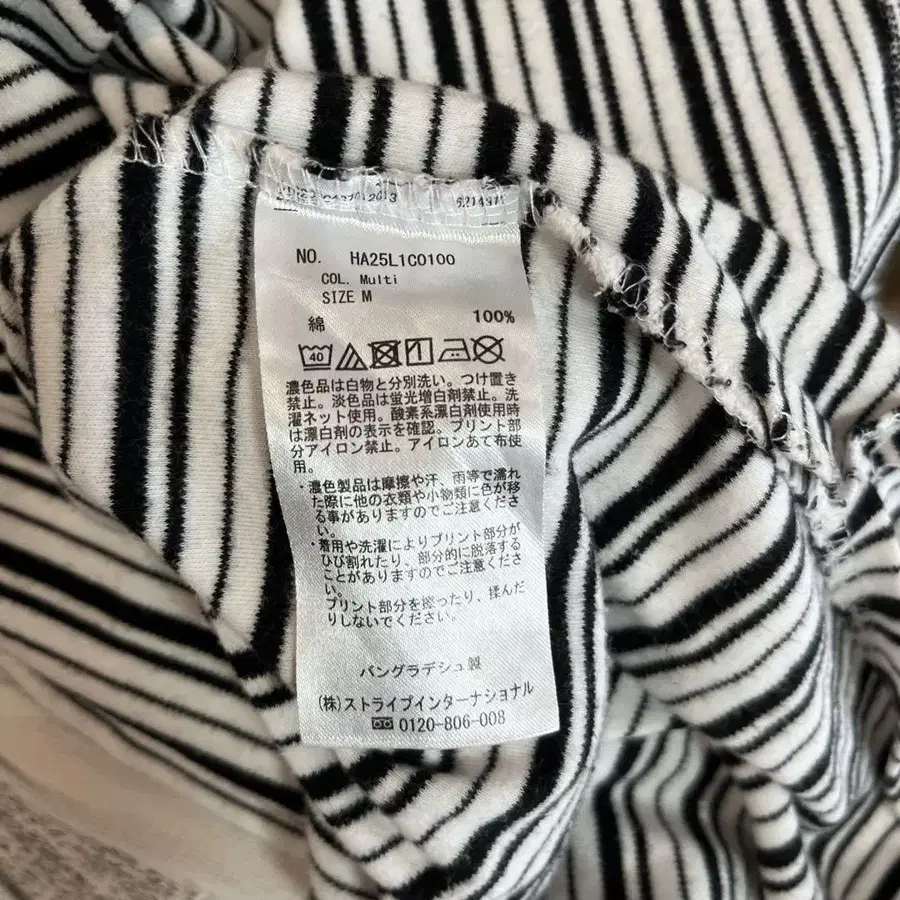 NO. HA25L1C0100
COL. Multi
SIZE M
綿 100%
40 1
濃色品は白物と分別洗い。つけ置き
禁止。淡色品は蛍光増白剤禁止。洗
濯ネット使用。酸素系漂白剤使用時
は漂白剤の表示を確認。プリント部
分アイロン禁止。アイロンあて布使
用。
・濃色製品は摩擦や汗、雨等で濡れ
た際に他の衣類や小物類に色が移
る事がありますのでご注意くださ
い。
・着用や洗濯によりプリント部分が
ひび割れたり、部分的に脱落する
ことがありますのでご注意くださ
い。
プリント部分を擦ったり、揉んだ
りしないでください。
バングラデシュ製
(株)ストライプインターナショナル
0120-806-008